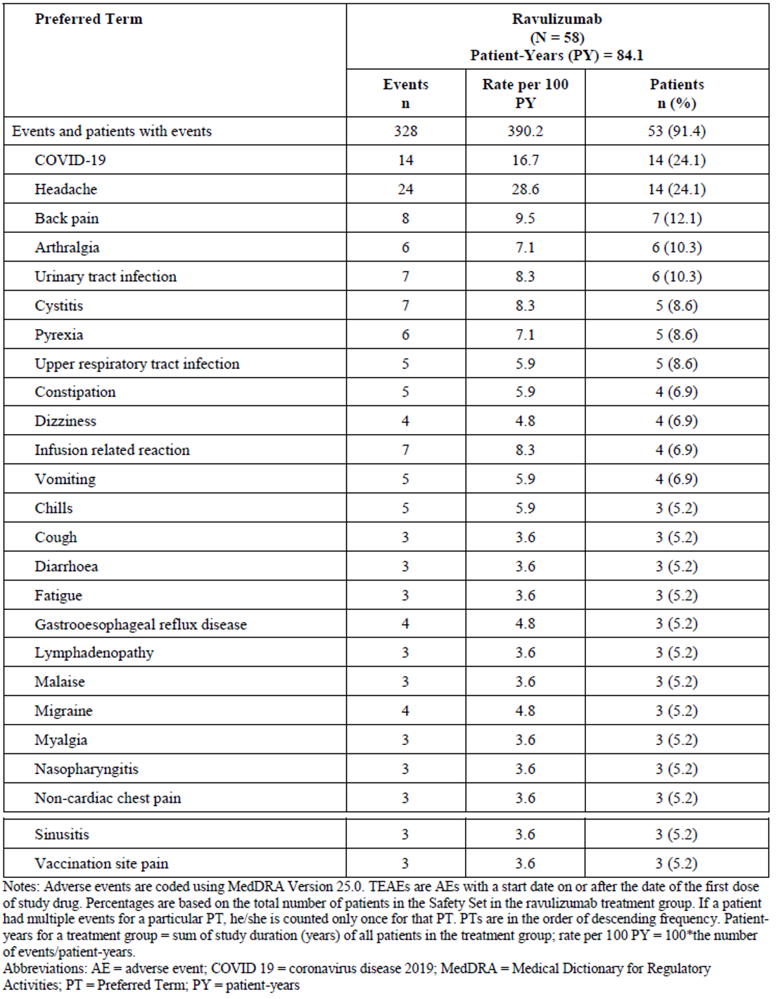 Preferred Term
Ravulizumab
(N = 58)
Patient-Years (PY) = 84.1
Events n
Rate per 100 PY
Patients n (%)
Events and patients with events 328 390.2 53 (91.4)
COVID-19 14 16.7 14 (24.1)
Headache 24 28.6 14 (24.1)
Back pain 8 9.5 7 (12.1)
Arthralgia 6 7.1 6 (10.3)
Urinary tract infection 7 8.3 6 (10.3)
Cystitis 7 8.3 5 (8.6)
Pyrexia 6 7.1 5 (8.6)
Upper respiratory tract infection 5 5.9 5 (8.6)
Constipation 5 5.9 4 (6.9)
Dizziness 4 4.8 4 (6.9)
Infusion related reaction 7 8.3 4 (6.9)
Vomiting 5 5.9 4 (6.9)
Chills 5 5.9 3 (5.2)
Cough 3 3.6 3 (5.2)
Diarrhoea 3 3.6 3 (5.2)
Fatigue 3 3.6 3 (5.2)
Gastrooesophageal reflux disease 4 4.8 3 (5.2)
Lymphadenopathy 3 3.6 3 (5.2)
Malaise 3 3.6 3 (5.2)
Migraine 4 4.8 3 (5.2)
Myalgia 3 3.6 3 (5.2)
Nasopharyngitis 3 3.6 3 (5.2)
Non-cardiac chest pain 3 3.6 3 (5.2)
Sinusitis 3 3.6 3 (5.2)
Vaccination site pain 3 3.6 3 (5.2)
Notes: Adverse events are coded using MedDRA Version 25.0. TEAEs are AEs with a start date on or after the date of the first dose
of study drug. Percentages are based on the total number of patients in the Safety Set in the ravulizumab treatment group. If a patient
had multiple events for a particular PT, he/she is counted only once for that PT. PTs are in the order of descending frequency. Patient-
years for a treatment group = sum of study duration (years) of all patients in the treatment group; rate per 100 PY = 100*the number
of events/patient-years.
Abbreviations: AE = adverse event; COVID 19 = coronavirus disease 2019; MedDRA = Medical Dictionary for Regulatory
Activities; PT = Preferred Term; PY = patient-years